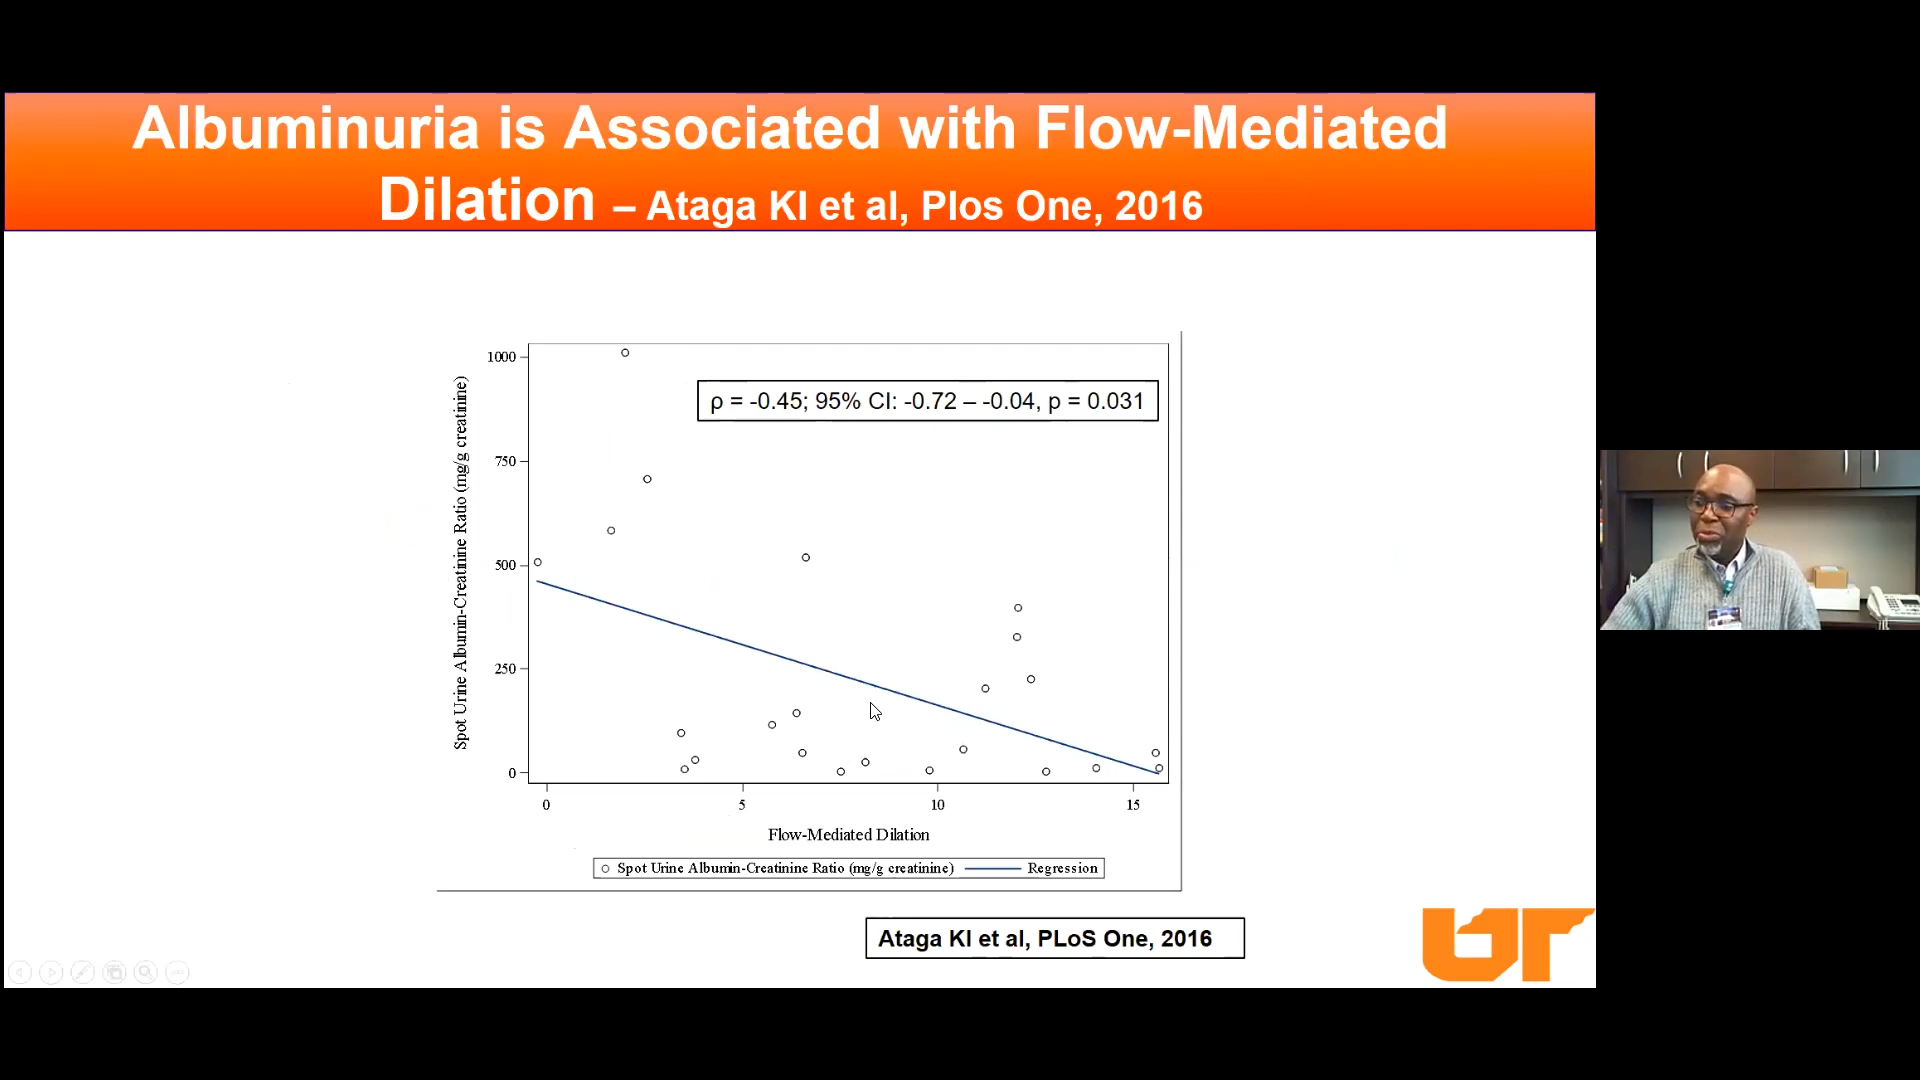 Albuminuria is Associated with Flow-Mediated
Dilation – Ataga KI et al, Plos One, 2016
1000
750
500
250
0
Spot Urine Albumin-Creatinine Ratio (mg/g creatinine)
ρ = -0.45; 95% CI: -0.72 – -0.04, p = 0.031
0 5 10 15
Flow-Mediated Dilation
Spot Urine Albumin-Creatinine Ratio (mg/g creatinine) Regression
Ataga KI et al, PLoS One, 2016
UT